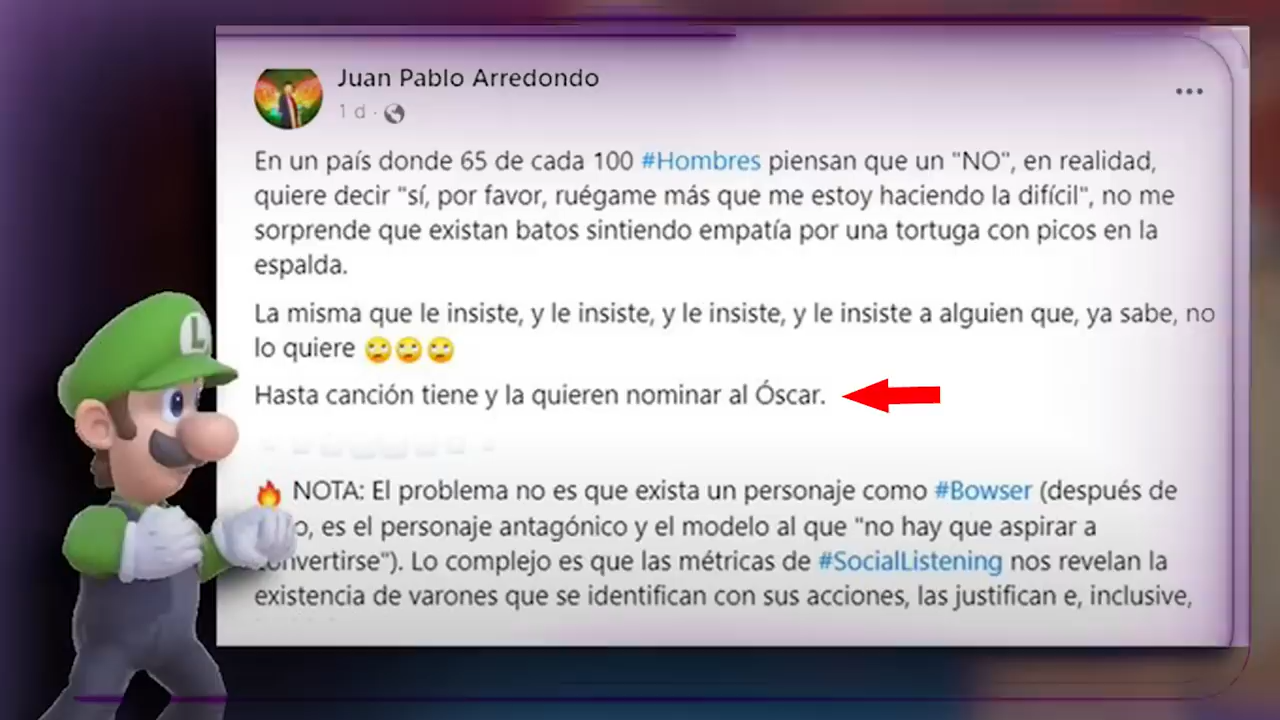 Juan Pablo Arredondo
1 d ·
En un país donde 65 de cada 100 #Hombres piensan que un "NO", en realidad,
quiere decir "sí, por favor, ruégame más que me estoy haciendo la difícil", no me
sorprende que existan batos sintiendo empatía por una tortuga con picos en la
espalda.
La misma que le insiste, y le insiste, y le insiste, y le insiste a alguien que, ya sabe, no
lo quiere 🙄🙄🙄
Hasta canción tiene y la quieren nominar al Óscar.
🔥 NOTA: El problema no es que exista un personaje como #Bowser (después de
es el personaje antagónico y el modelo al que "no hay que aspirar a
convertirse"). Lo complejo es que las métricas de #SocialListening nos revelan la
existencia de varones que se identifican con sus acciones, las justifican e, inclusive,
L